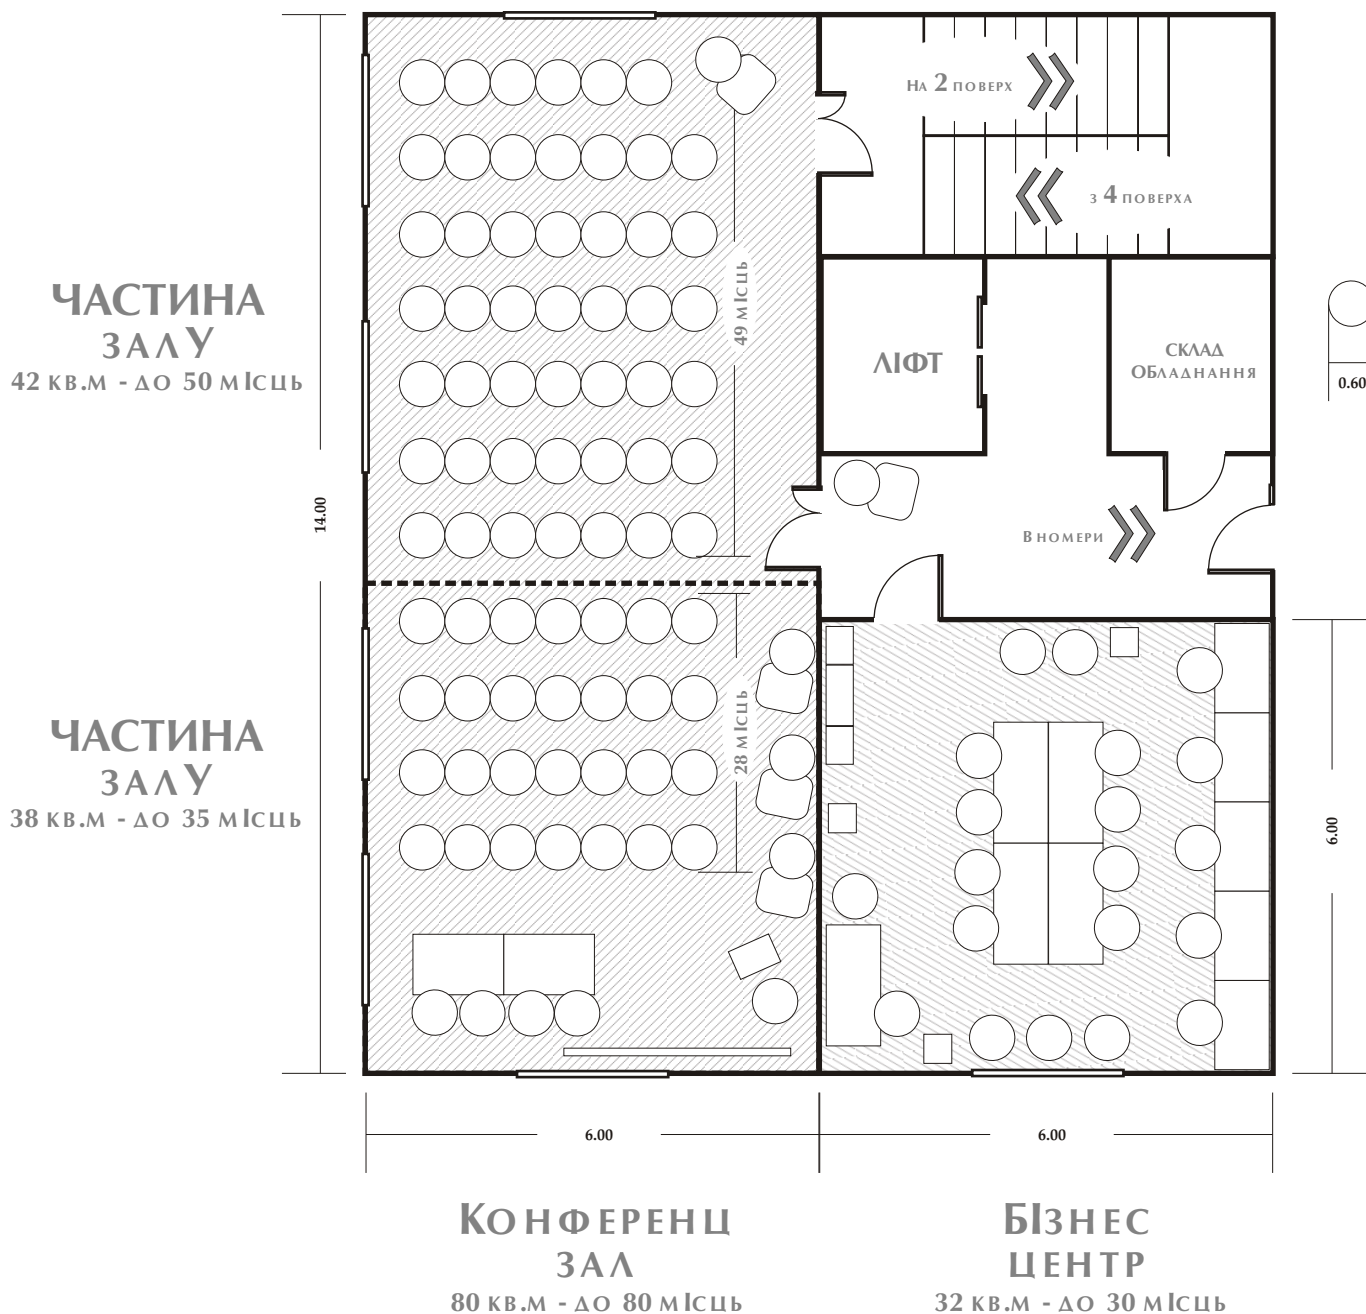 НА 2 ПОВЕРХ
З 4 ПОВЕРХА
49 МІСЦЬ
ЧАСТИНА
ЗАЛУ
42 КВ.М - ДО 50 МІСЦЬ
ЛІФТ
СКЛАД
ОБЛАДНАННЯ
0.60
14.00
В НОМЕРИ
28 МІСЦЬ
ЧАСТИНА
ЗАЛУ
38 КВ.М - ДО 35 МІСЦЬ
6.00
6.00
6.00
КОНФЕРЕНЦ
ЗАЛ
80 КВ.М - ДО 80 МІСЦЬ
БІЗНЕС
ЦЕНТР
32 КВ.М - ДО 30 МІСЦЬ